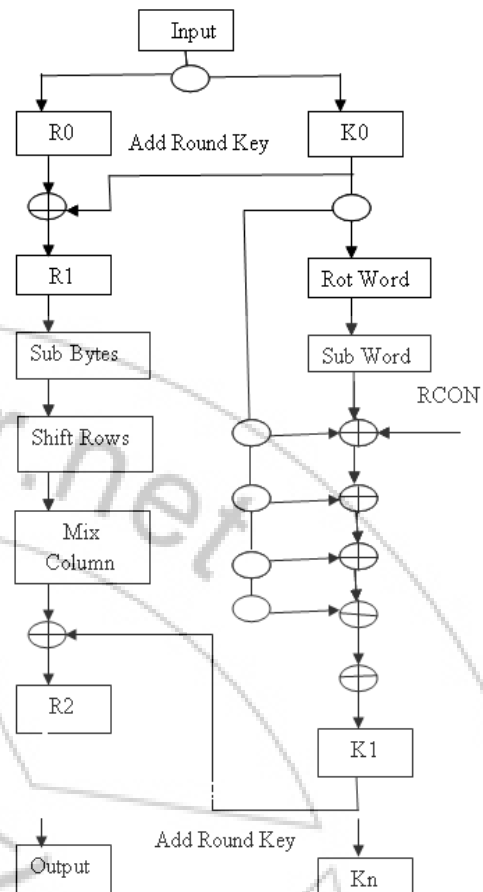 Input
R0
K0
Add Round Key
R1
Rot Word
Sub Bytes
Sub Word
RCON
Shift Rows
Mix
Column
R2
K1
Add Round Key
Output
Kn
r.net